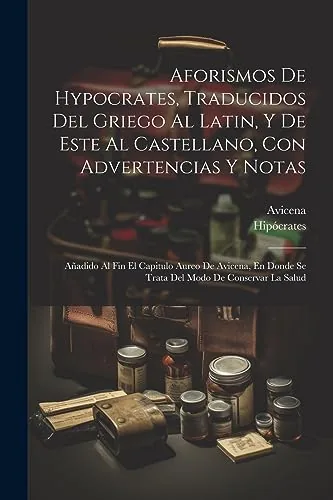 Aforismos De
Hypocrates, Traducidos
Del Griego Al Latin, Y De
Este Al Castellano, Con
Advertencias Y Notas
Avicena
Hipócrates
Añadido Al Fin El Capitulo Aureo De Avicena, En Donde Se
Trata Del Modo De Conservar La Salud